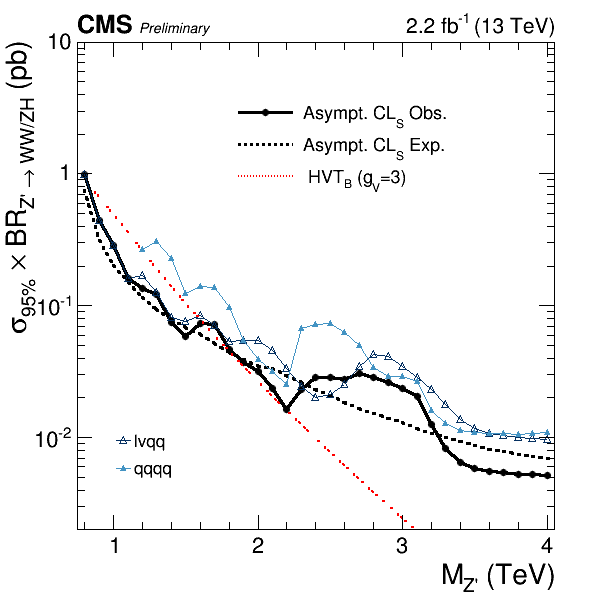 CMS Preliminary 2.2 fb⁻¹ (13 TeV)
σ95% × BRZ' → WW/ZH (pb)
10
1
10⁻¹
10⁻²
Asympt. CLS Obs.
Asympt. CLS Exp.
HVTB (gV=3)
lνqq
qqqq
1 2 3 4
MZ' (TeV)